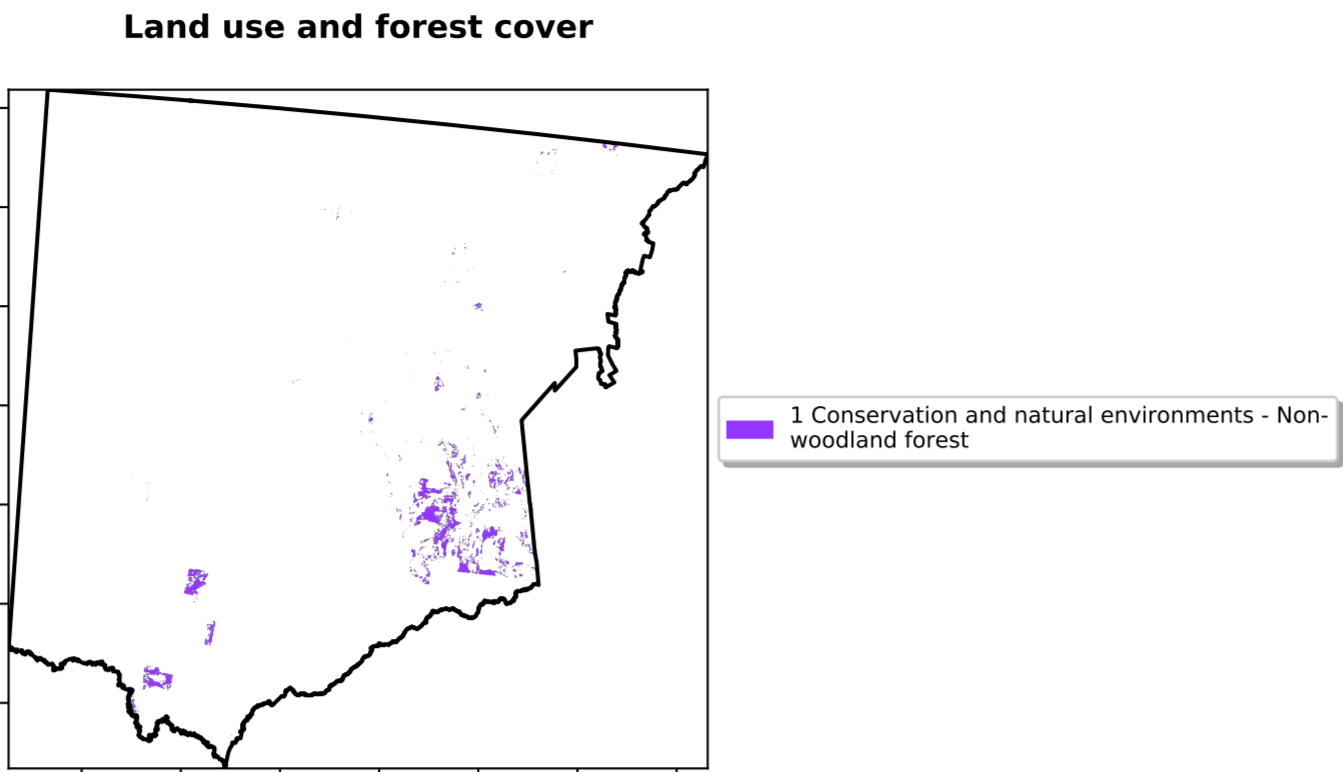 Land use and forest cover
1 Conservation and natural environments - Non-
woodland forest